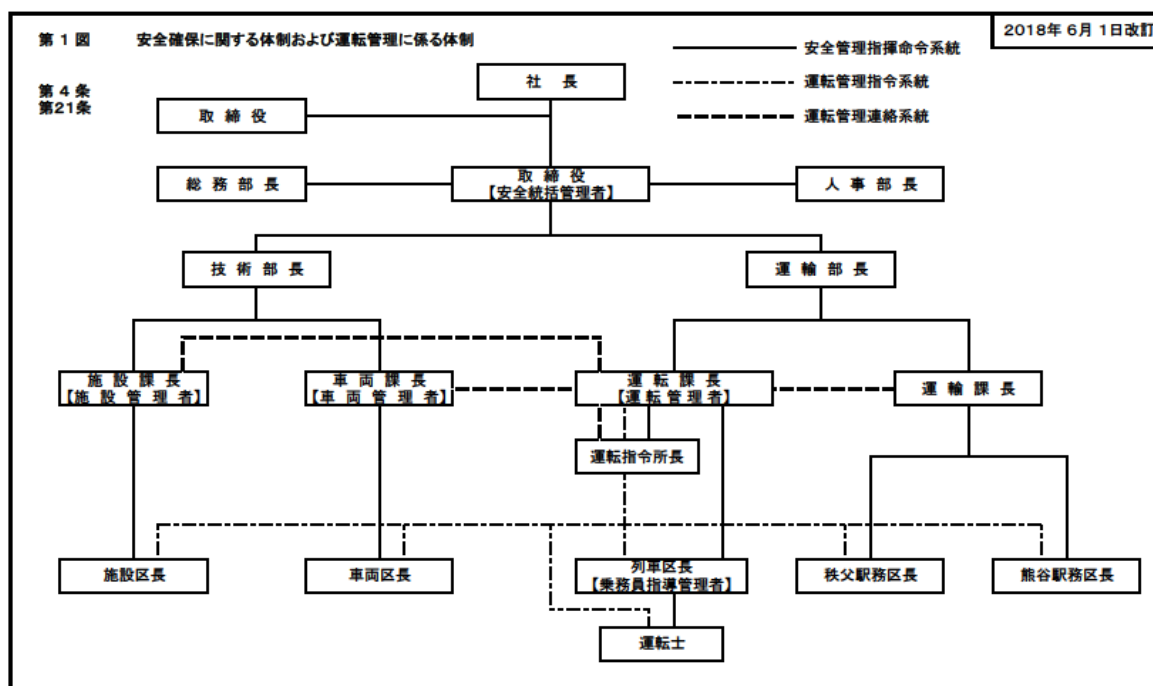 第1図 安全確保に関する体制および運転管理に係る体制
2018年 6月 1日改訂
第4条
第21条
安全管理指揮命令系統
運転管理指令系統
運転管理連絡系統
社長
取締役
総務部長
取締役
【安全統括管理者】
人事部長
技術部長
運輸部長
施設課長
【施設管理者】
車両課長
【車両管理者】
運転課長
【運転管理者】
運輸課長
運転指令所長
施設区長
車両区長
列車区長
【乗務員指導管理者】
秩父駅務区長
熊谷駅務区長
運転士